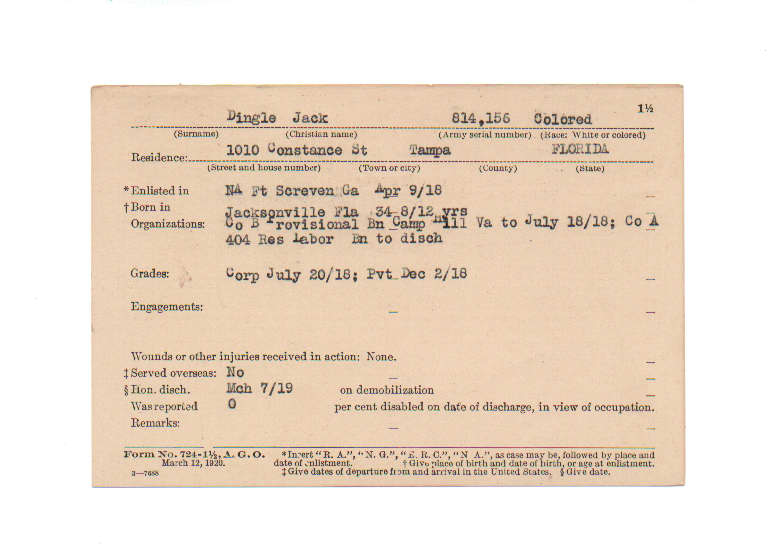 1½
Dingle Jack 814,156 Colored
(Surname) (Christian name) (Army serial number) (Race: White or colored)
Residence: 1010 Constance St Tampa FLORIDA
(Street and house number) (Town or city) (County) (State)
*Enlisted in NA Ft Screven Ga Apr 9/18
†Born in Jacksonville Fla 34 8/12 yrs
Organizations: Co B Provisional Bn Camp Hill Va to July 18/18; Co A
404 Res Labor Bn to disch
Grades: Corp July 20/18; Pvt Dec 2/18
Engagements:
Wounds or other injuries received in action: None.
‡Served overseas: No
§Hon. disch. Mch 7/19 on demobilization
Was reported 0 per cent disabled on date of discharge, in view of occupation.
Remarks:
Form No. 724-1½, A. G. O. *Insert "R. A.", "N. G.", "E. R. C.", "N A.", as case may be, followed by place and
March 12, 1920. date of enlistment. †Give place of birth and date of birth, or age at enlistment.
3—7688 ‡Give dates of departure from and arrival in the United States. §Give date.